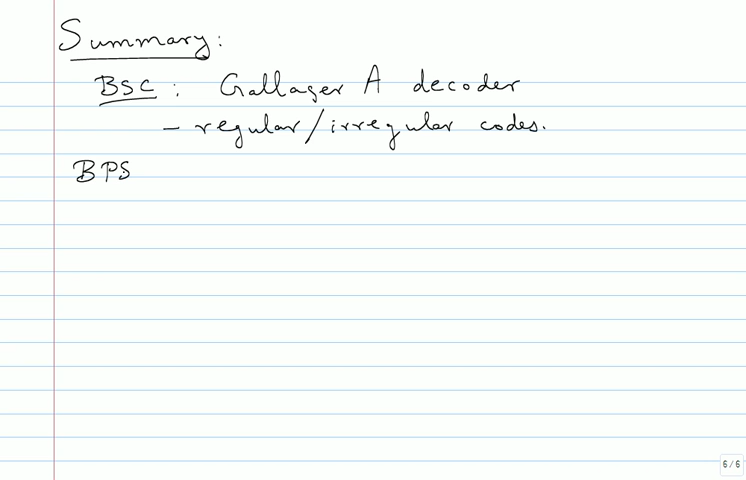 Summary:
BSC : Gallager A decoder
- regular/irregular codes.
BPS
6/6